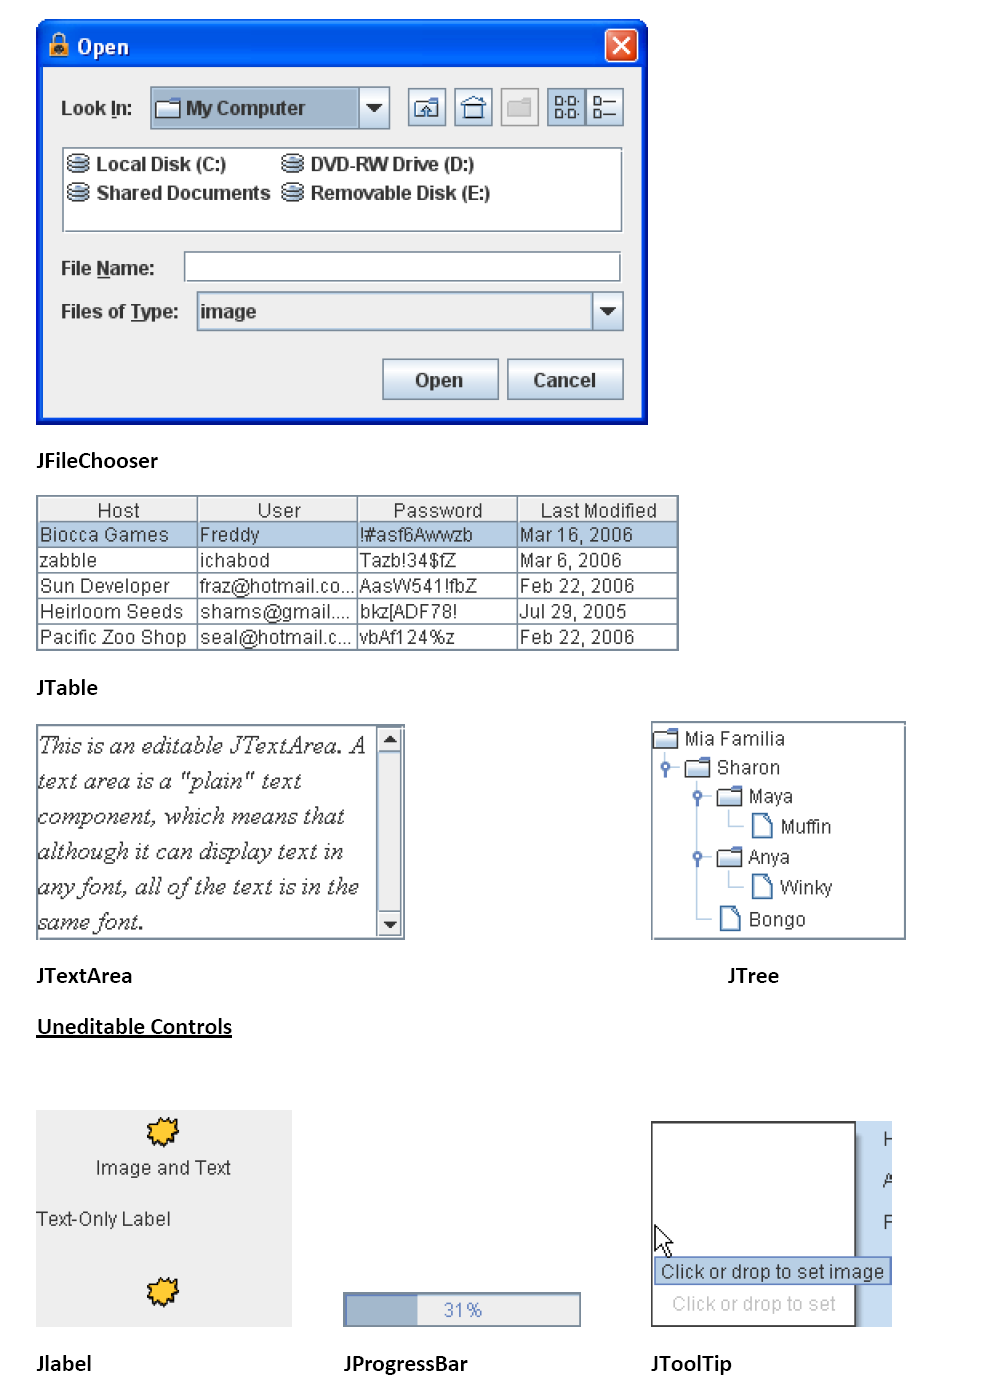 Open
Look In: My Computer
Local Disk (C:) DVD-RW Drive (D:)
Shared Documents Removable Disk (E:)
File Name:
Files of Type: image
Open Cancel
JFileChooser
Host User Password Last Modified
Biocca Games Freddy !#asf6Awwzb Mar 16, 2006
zabble ichabod Tazb!34$fZ Mar 6, 2006
Sun Developer fraz@hotmail.co... AasW541!fbZ Feb 22, 2006
Heirloom Seeds shams@gmail.... bkz[ADF78! Jul 29, 2005
Pacific Zoo Shop seal@hotmail.c... vbAf124%z Feb 22, 2006
JTable
This is an editable JTextArea. A
text area is a "plain" text
component, which means that
although it can display text in
any font, all of the text is in the
same font.
Mia Familia
Sharon
Maya
Muffin
Anya
Winky
Bongo
JTextArea JTree
Uneditable Controls
Image and Text
Text-Only Label
31%
Click or drop to set image
Click or drop to set
Jlabel JProgressBar JToolTip